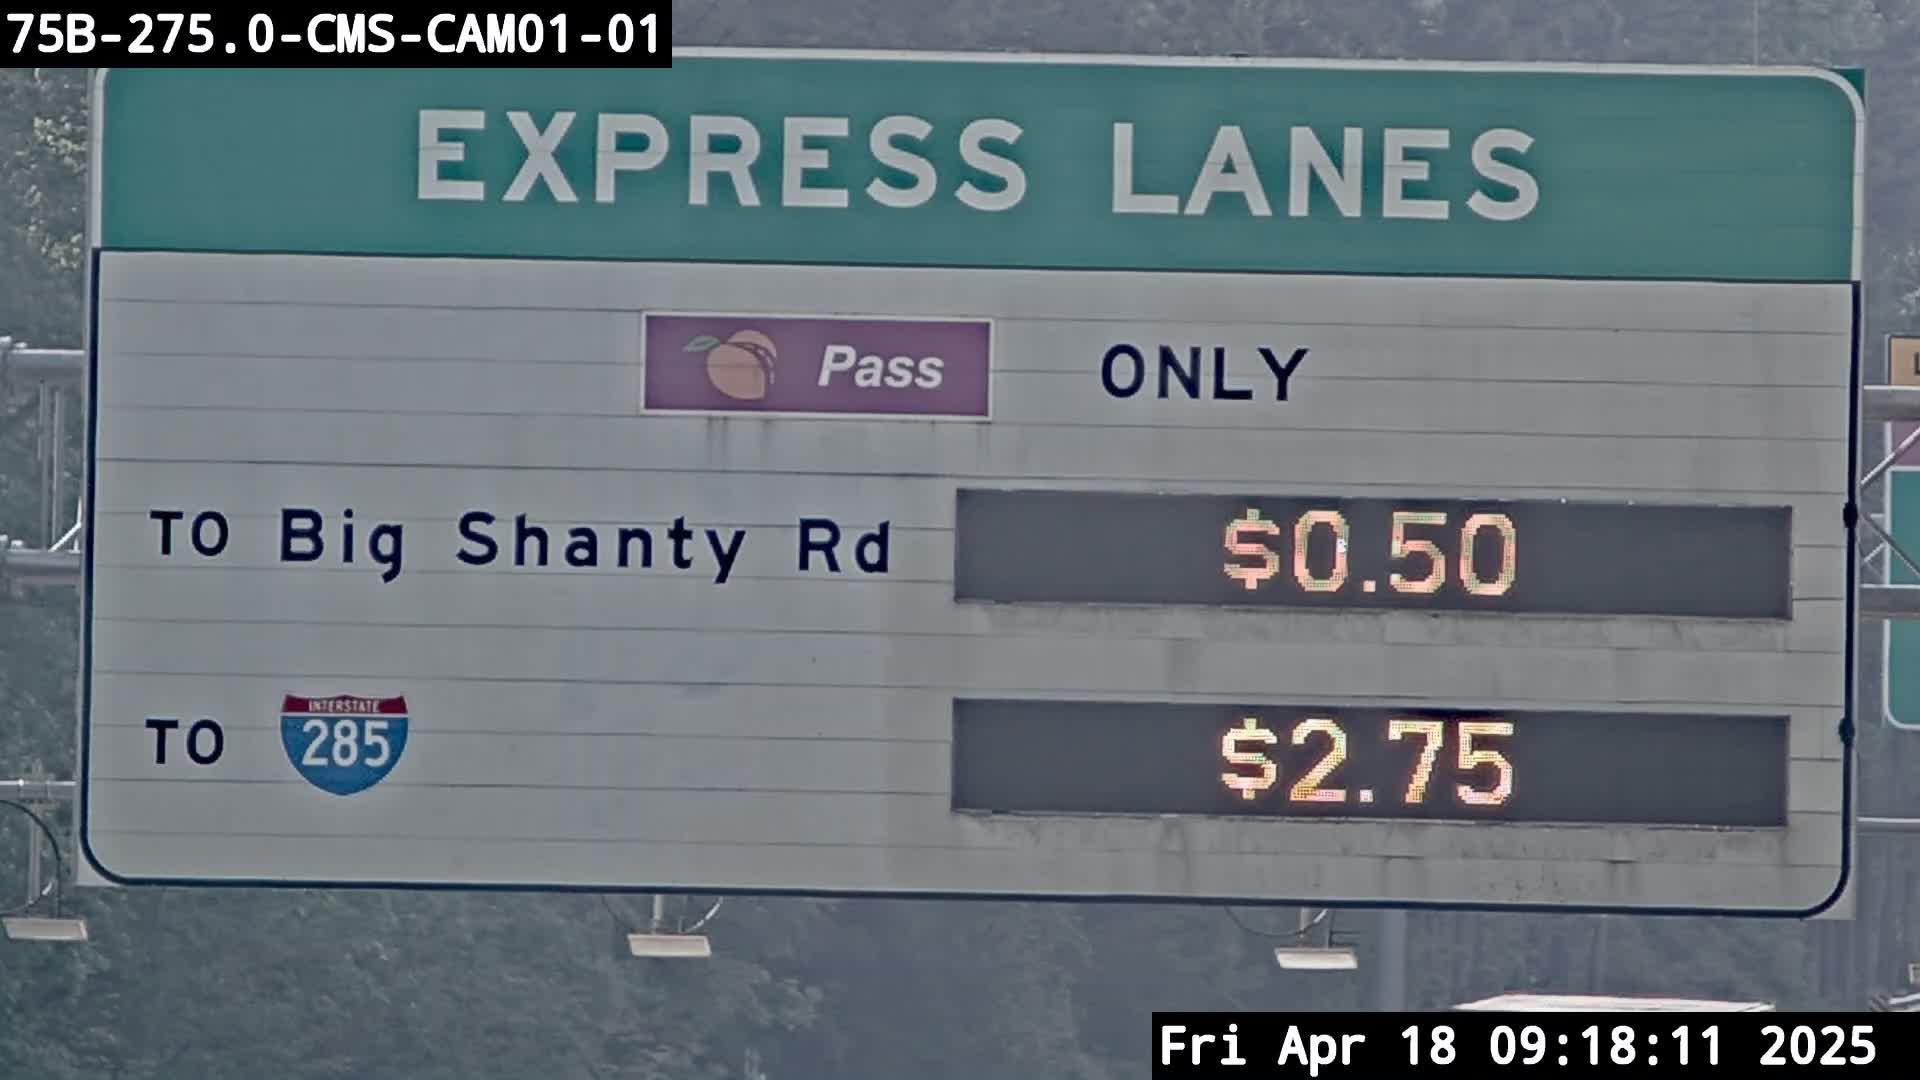 75B-275.0-CMS-CAM01-01
EXPRESS LANES
Pass ONLY
TO Big Shanty Rd $0.50
INTERSTATE
TO 285 $2.75
Fri Apr 18 09:18:11 2025